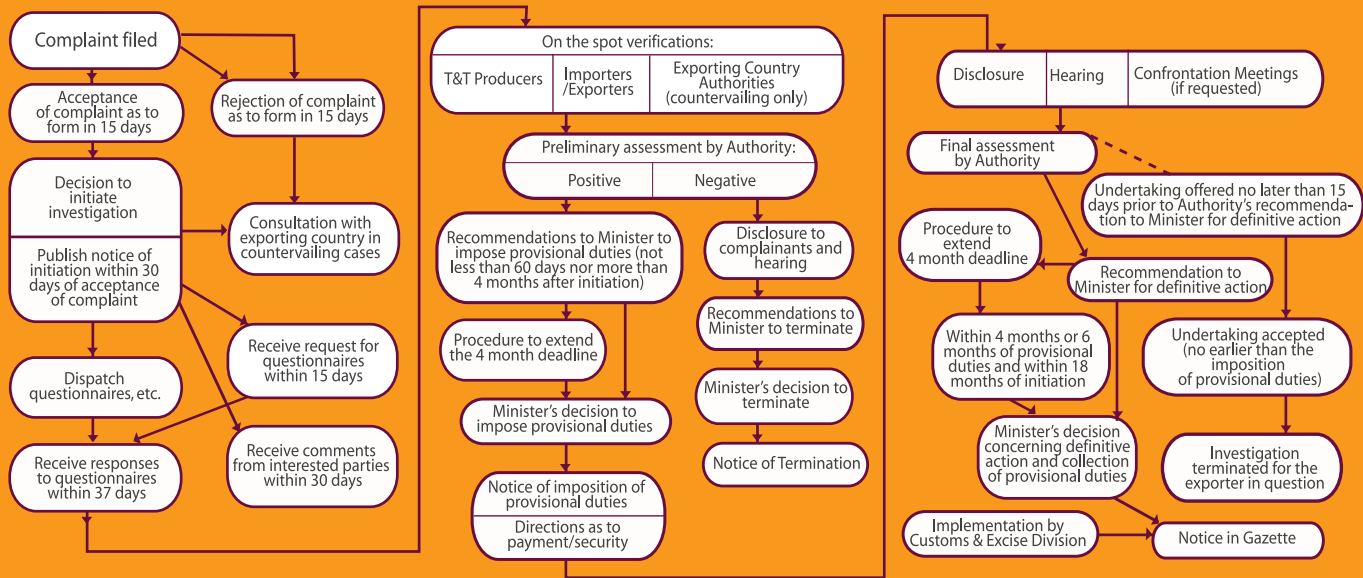 Complaint filed
Acceptance
of complaint as to
form in 15 days
Rejection of complaint
as to form in 15 days
Decision to
initiate
investigation
Publish notice of
initiation within 30
days of acceptance
of complaint
Consultation with
exporting country in
countervailing cases
Receive request for
questionnaires
within 15 days
Dispatch
questionnaires, etc.
Receive responses
to questionnaires
within 37 days
Receive comments
from interested parties
within 30 days
On the spot verifications:
T&T Producers
Importers
/Exporters
Exporting Country
Authorities
(countervailing only)
Preliminary assessment by Authority:
Positive
Negative
Recommendations to Minister to
impose provisional duties (not
less than 60 days nor more than
4 months after initiation)
Disclosure to
complainants and
hearing
Procedure to extend
the 4 month deadline
Recommendations to
Minister to terminate
Minister's decision to
impose provisional duties
Minister's decision to
terminate
Notice of imposition of
provisional duties
Directions as to
payment/security
Notice of Termination
Disclosure
Hearing
Confrontation Meetings
(if requested)
Final assessment
by Authority
Undertaking offered no later than 15
days prior to Authority's recommenda-
tion to Minister for definitive action
Procedure to
extend
4 month deadline
Recommendation to
Minister for definitive action
Within 4 months or 6
months of provisional
duties and within 18
months of initiation
Undertaking accepted
(no earlier than the
imposition
of provisional duties)
Minister's decision
concerning definitive
action and collection
of provisional duties
Investigation
terminated for the
exporter in question
Implementation by
Customs & Excise Division
Notice in Gazette